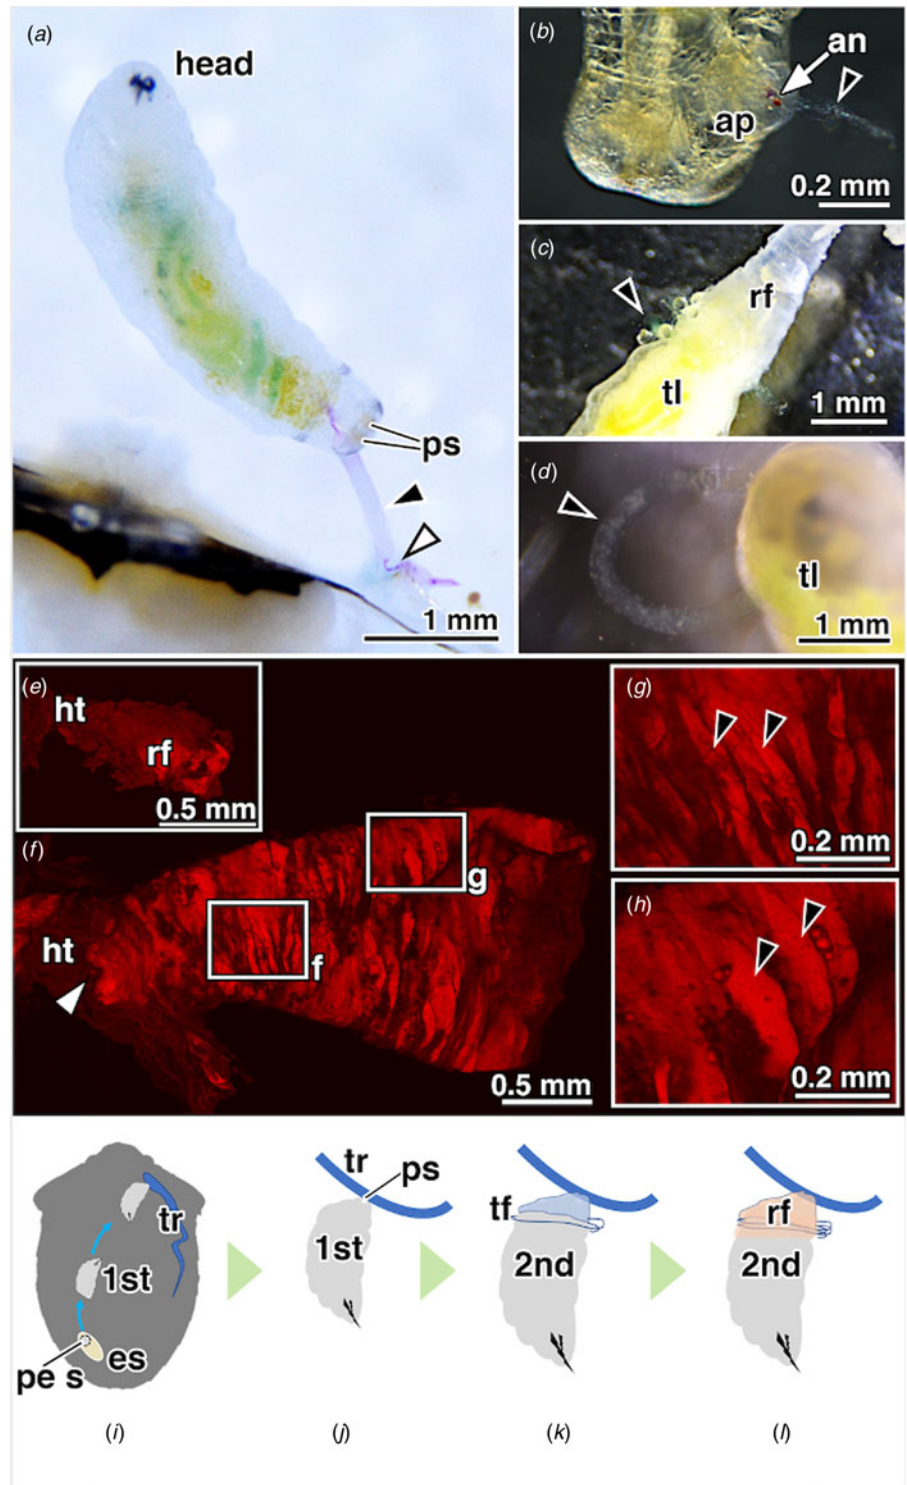 (a)
head
ps
1 mm
(b)
an
ap
0.2 mm
(c)
rf
tl
1 mm
(d)
tl
1 mm
(e)
ht
rf
0.5 mm
(f)
g
f
ht
0.5 mm
(g)
0.2 mm
(h)
0.2 mm
tr
1st
pe s
es
(i)
tr
ps
1st
(j)
tf
2nd
(k)
rf
2nd
(l)